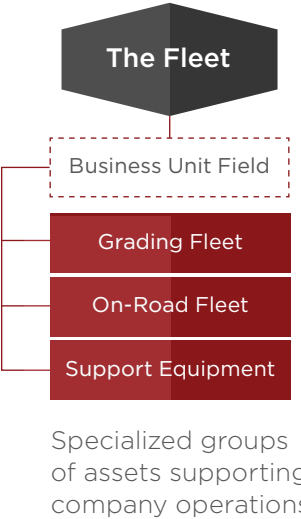 The Fleet
Business Unit Field
Grading Fleet
On-Road Fleet
Support Equipment
Specialized groups
of assets supporting
company operations